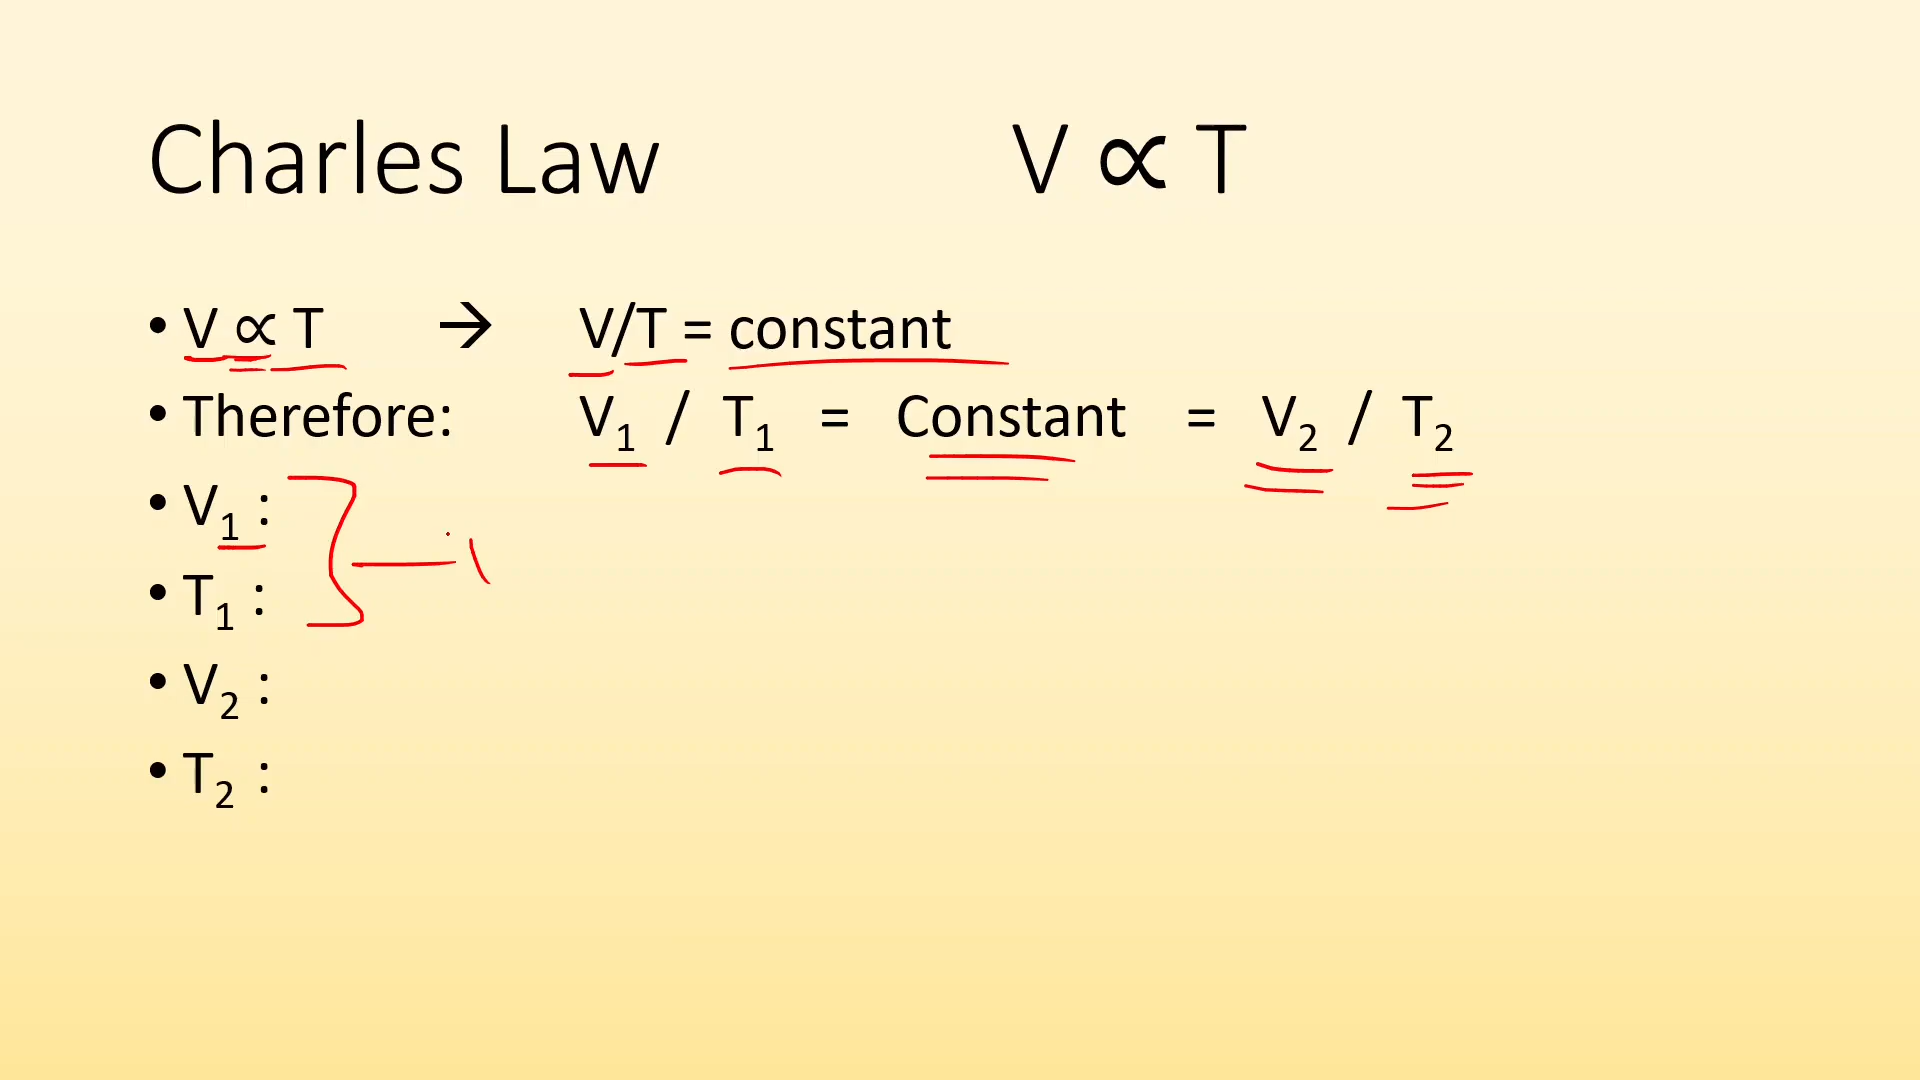 Charles Law V ∝ T
• V ∝ T → V/T = constant
• Therefore: V₁ / T₁ = Constant = V₂ / T₂
• V₁ :
• T₁ :
• V₂ :
• T₂ :